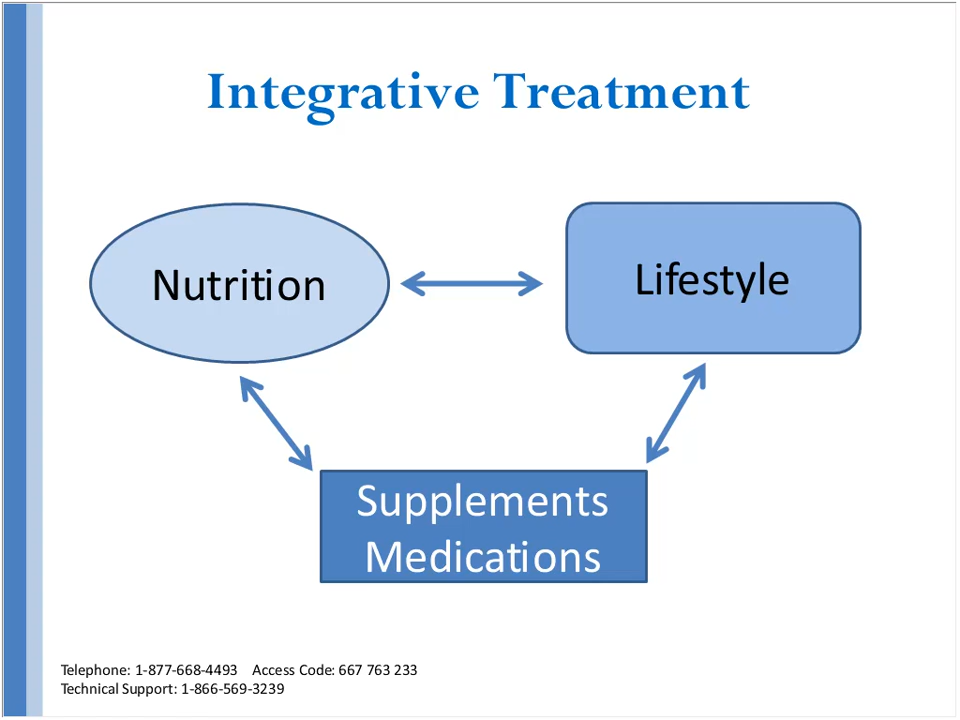 Integrative Treatment
Nutrition
Lifestyle
Supplements
Medications
Telephone: 1-877-668-4493 Access Code: 667 763 233
Technical Support: 1-866-569-3239